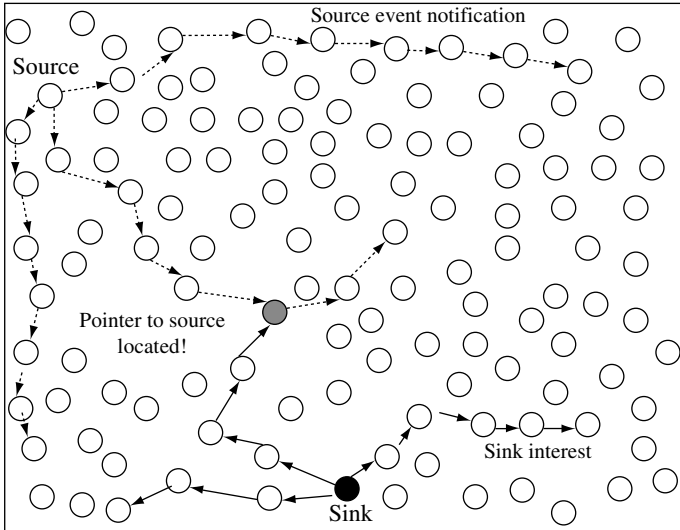 Source event notification
Source
Pointer to source
located!
Sink interest
Sink